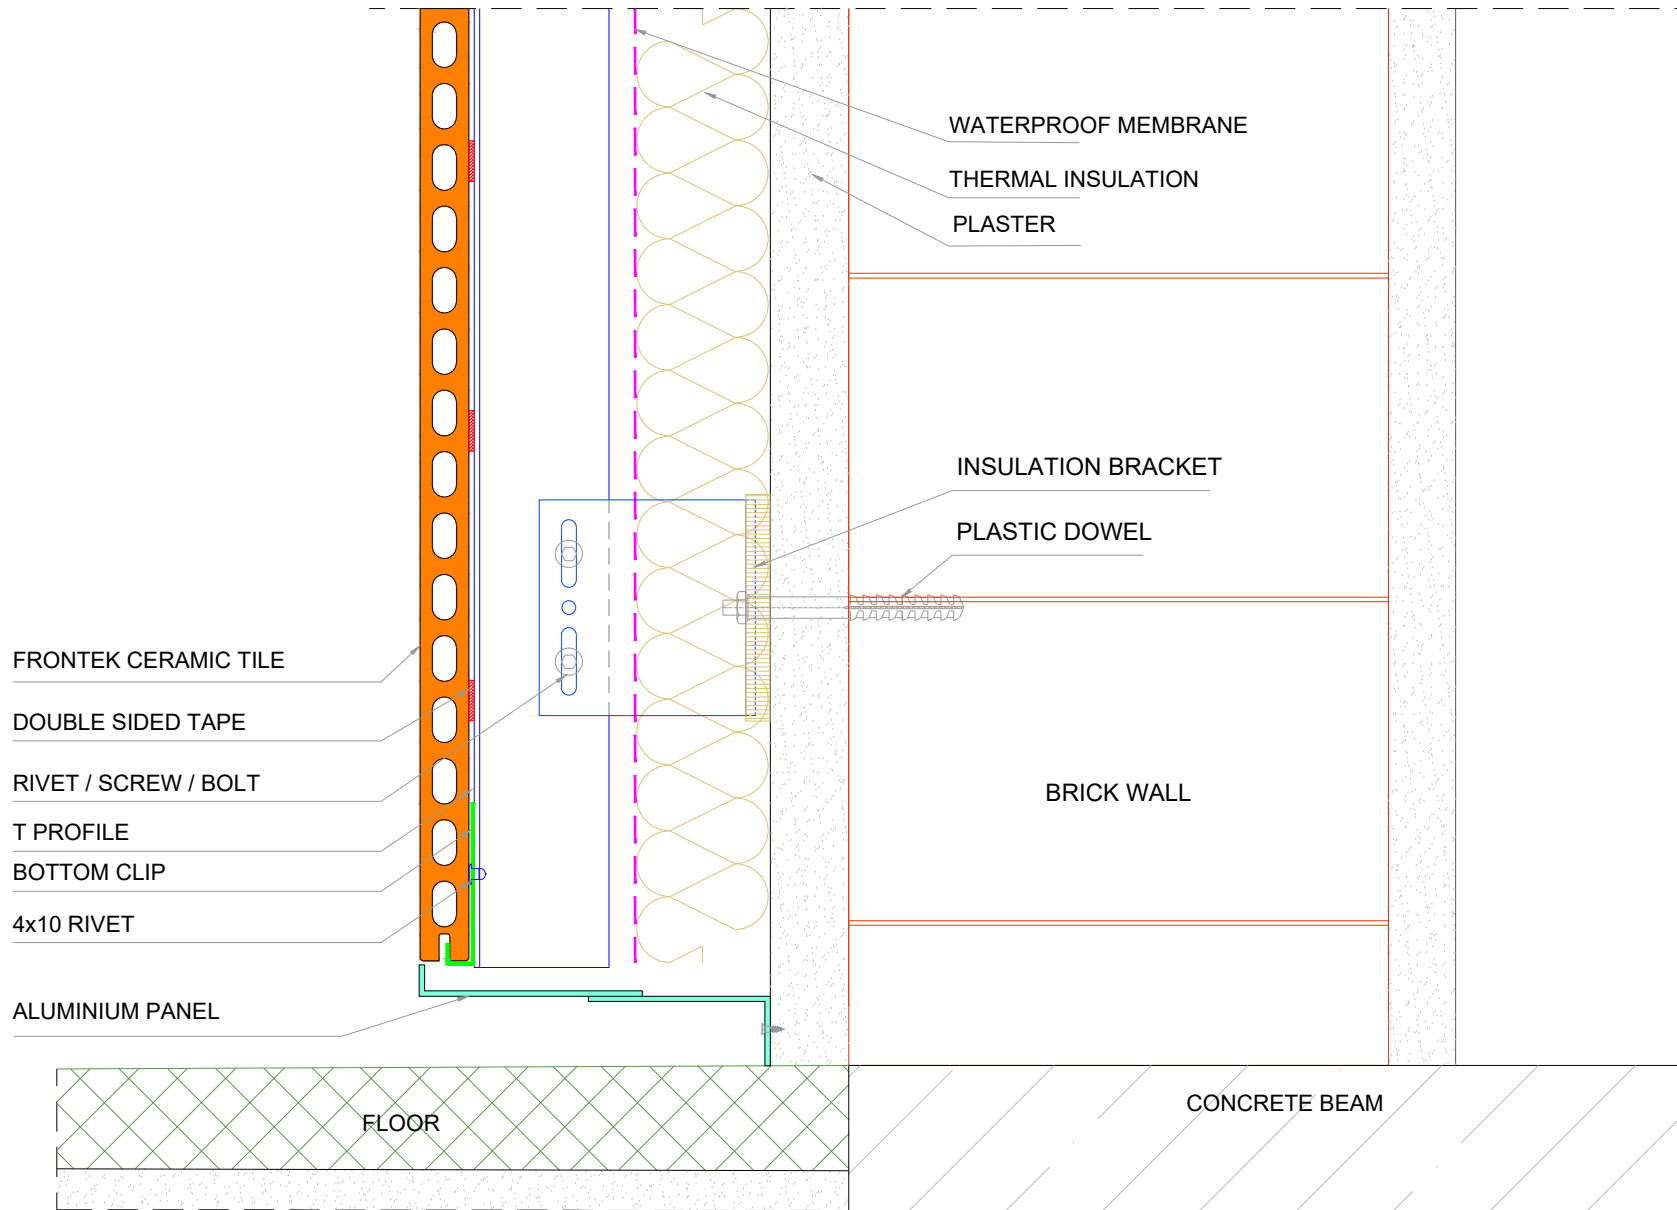 WATERPROOF MEMBRANE
THERMAL INSULATION
PLASTER
INSULATION BRACKET
PLASTIC DOWEL
FRONTEK CERAMIC TILE
DOUBLE SIDED TAPE
RIVET / SCREW / BOLT
T PROFILE
BOTTOM CLIP
4x10 RIVET
ALUMINIUM PANEL
BRICK WALL
FLOOR
CONCRETE BEAM